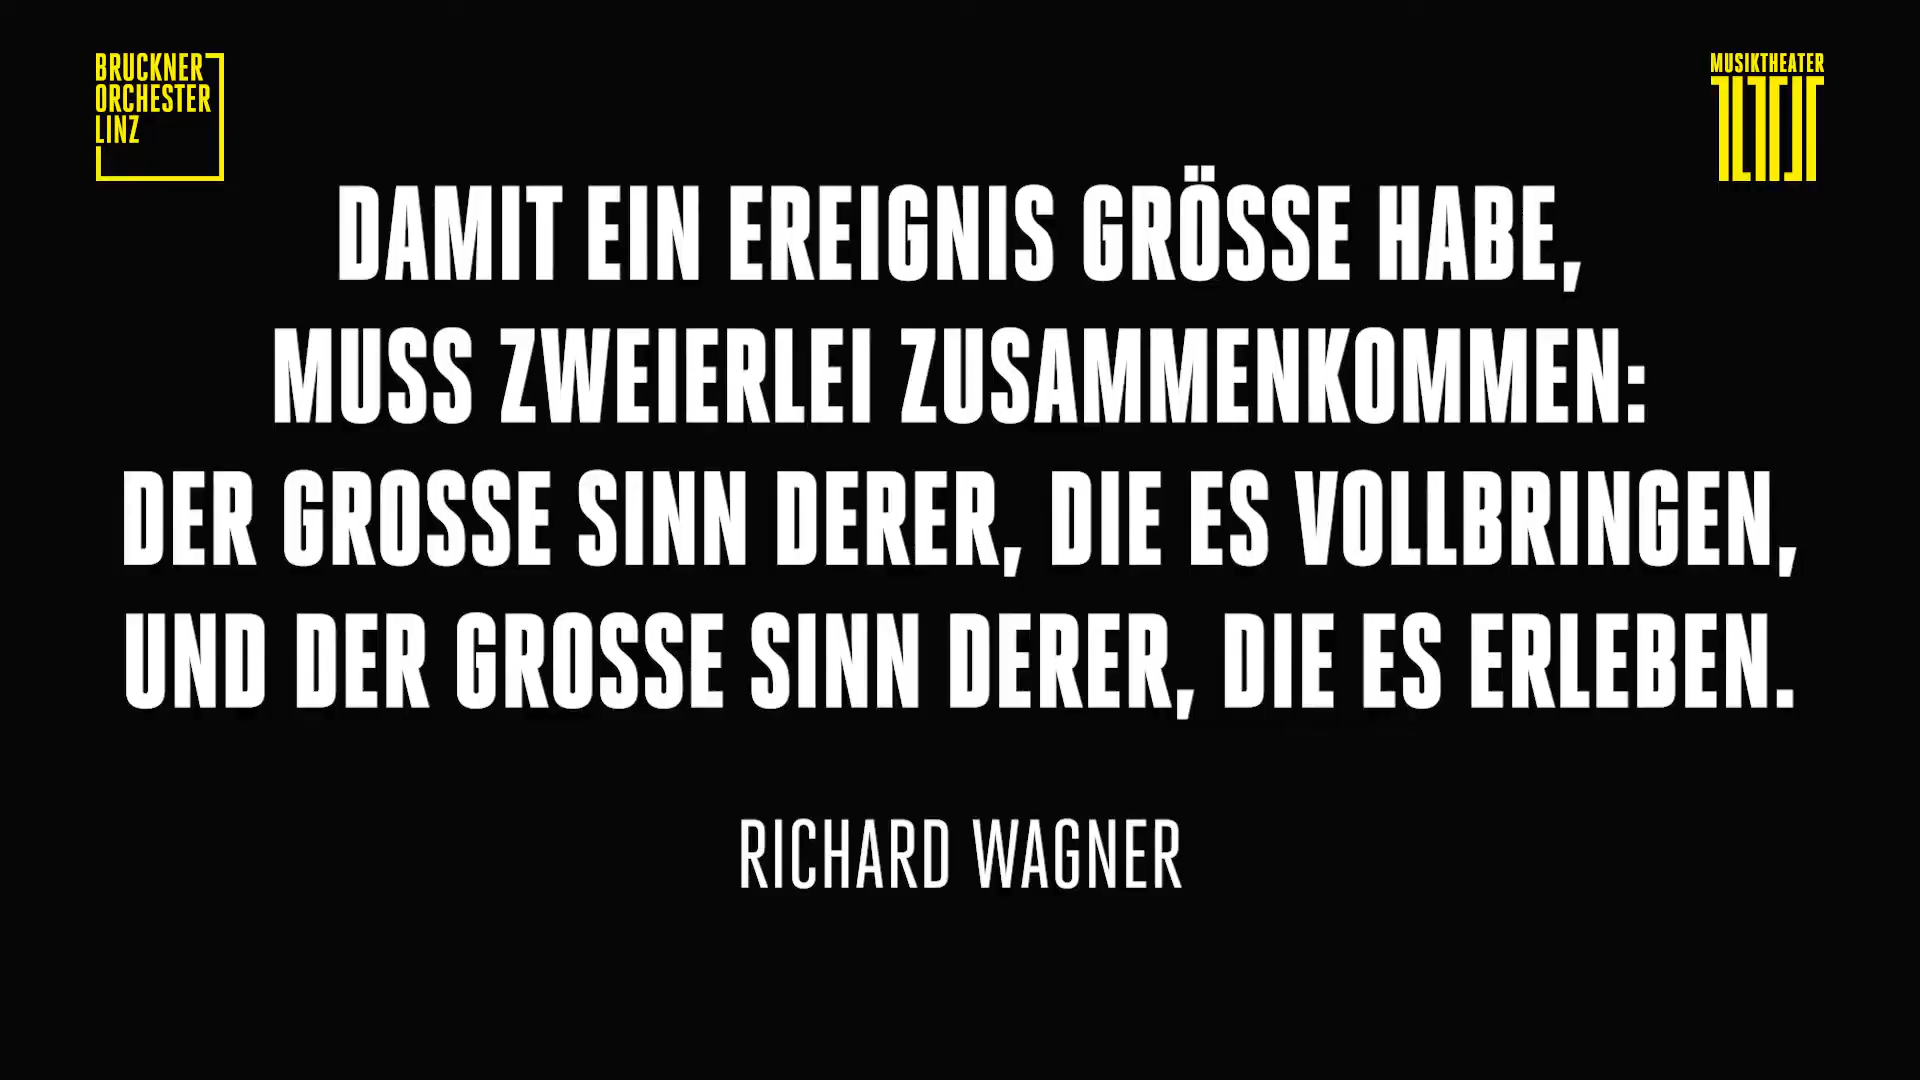 BRUCKNER
ORCHESTER
LINZ
MUSIKTHEATER
DAMIT EIN EREIGNIS GRÖSSE HABE,
MUSS ZWEIERLEI ZUSAMMENKOMMEN:
DER GROSSE SINN DERER, DIE ES VOLLBRINGEN,
UND DER GROSSE SINN DERER, DIE ES ERLEBEN.
RICHARD WAGNER